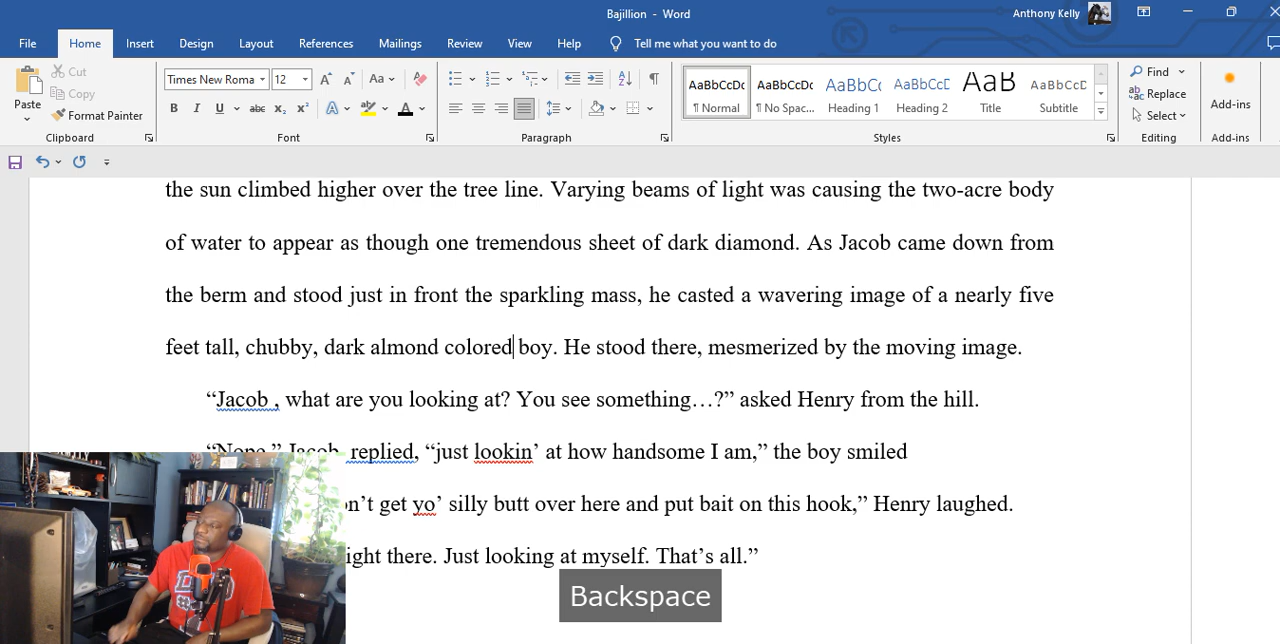 Bajillion - Word
Anthony Kelly
File Home Insert Design Layout References Mailings Review View Help Tell me what you want to do
Paste
Cut
Copy
Format Painter
Clipboard
Times New Roma 12
Font
Paragraph
AaBbCcDc AaBbCcDc AaBbCc AaBbCcD AaB AaBbCcD
¶ Normal ¶ No Spac... Heading 1 Heading 2 Title Subtitle
Styles
Find
Replace
Select
Editing
Add-ins
Add-ins
the sun climbed higher over the tree line. Varying beams of light was causing the two-acre body
of water to appear as though one tremendous sheet of dark diamond. As Jacob came down from
the berm and stood just in front the sparkling mass, he casted a wavering image of a nearly five
feet tall, chubby, dark almond colored boy. He stood there, mesmerized by the moving image.
“Jacob , what are you looking at? You see something…?” asked Henry from the hill.
“Nope,” Jacob replied, “just lookin’ at how handsome I am,” the boy smiled
on’t get yo’ silly butt over here and put bait on this hook,” Henry laughed.
ight there. Just looking at myself. That’s all.”
Backspace